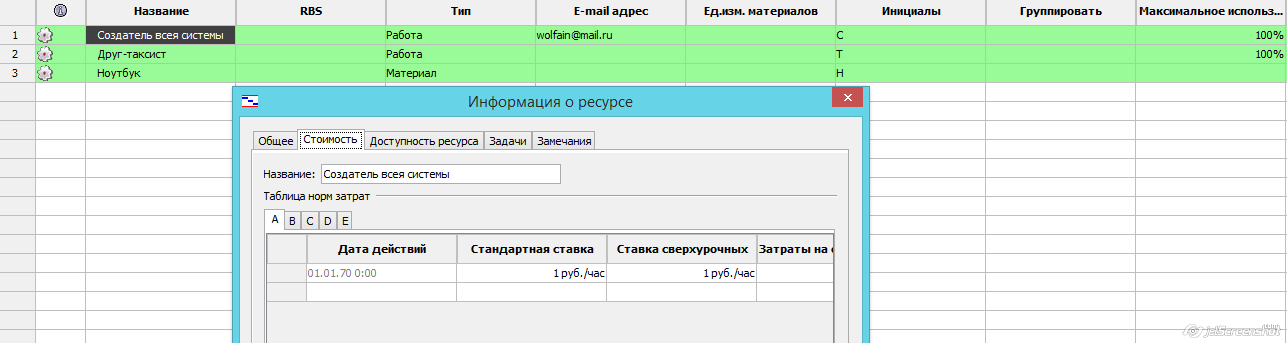 Название RBS Тип E-mail адрес Ед.изм. материалов Инициалы Группировать Максимальное использ...
1 Создатель всея системы Работа wolfain@mail.ru С 100%
2 Друг-таксист Работа Т 100%
3 Ноутбук Материал Н
Информация о ресурсе
Общее Стоимость Доступность ресурса Задачи Замечания
Название: Создатель всея системы
Таблица норм затрат
A B C D E
Дата действий Стандартная ставка Ставка сверхурочных Затраты на
01.01.70 0:00 1 руб./час 1 руб./час
jetScreenshot